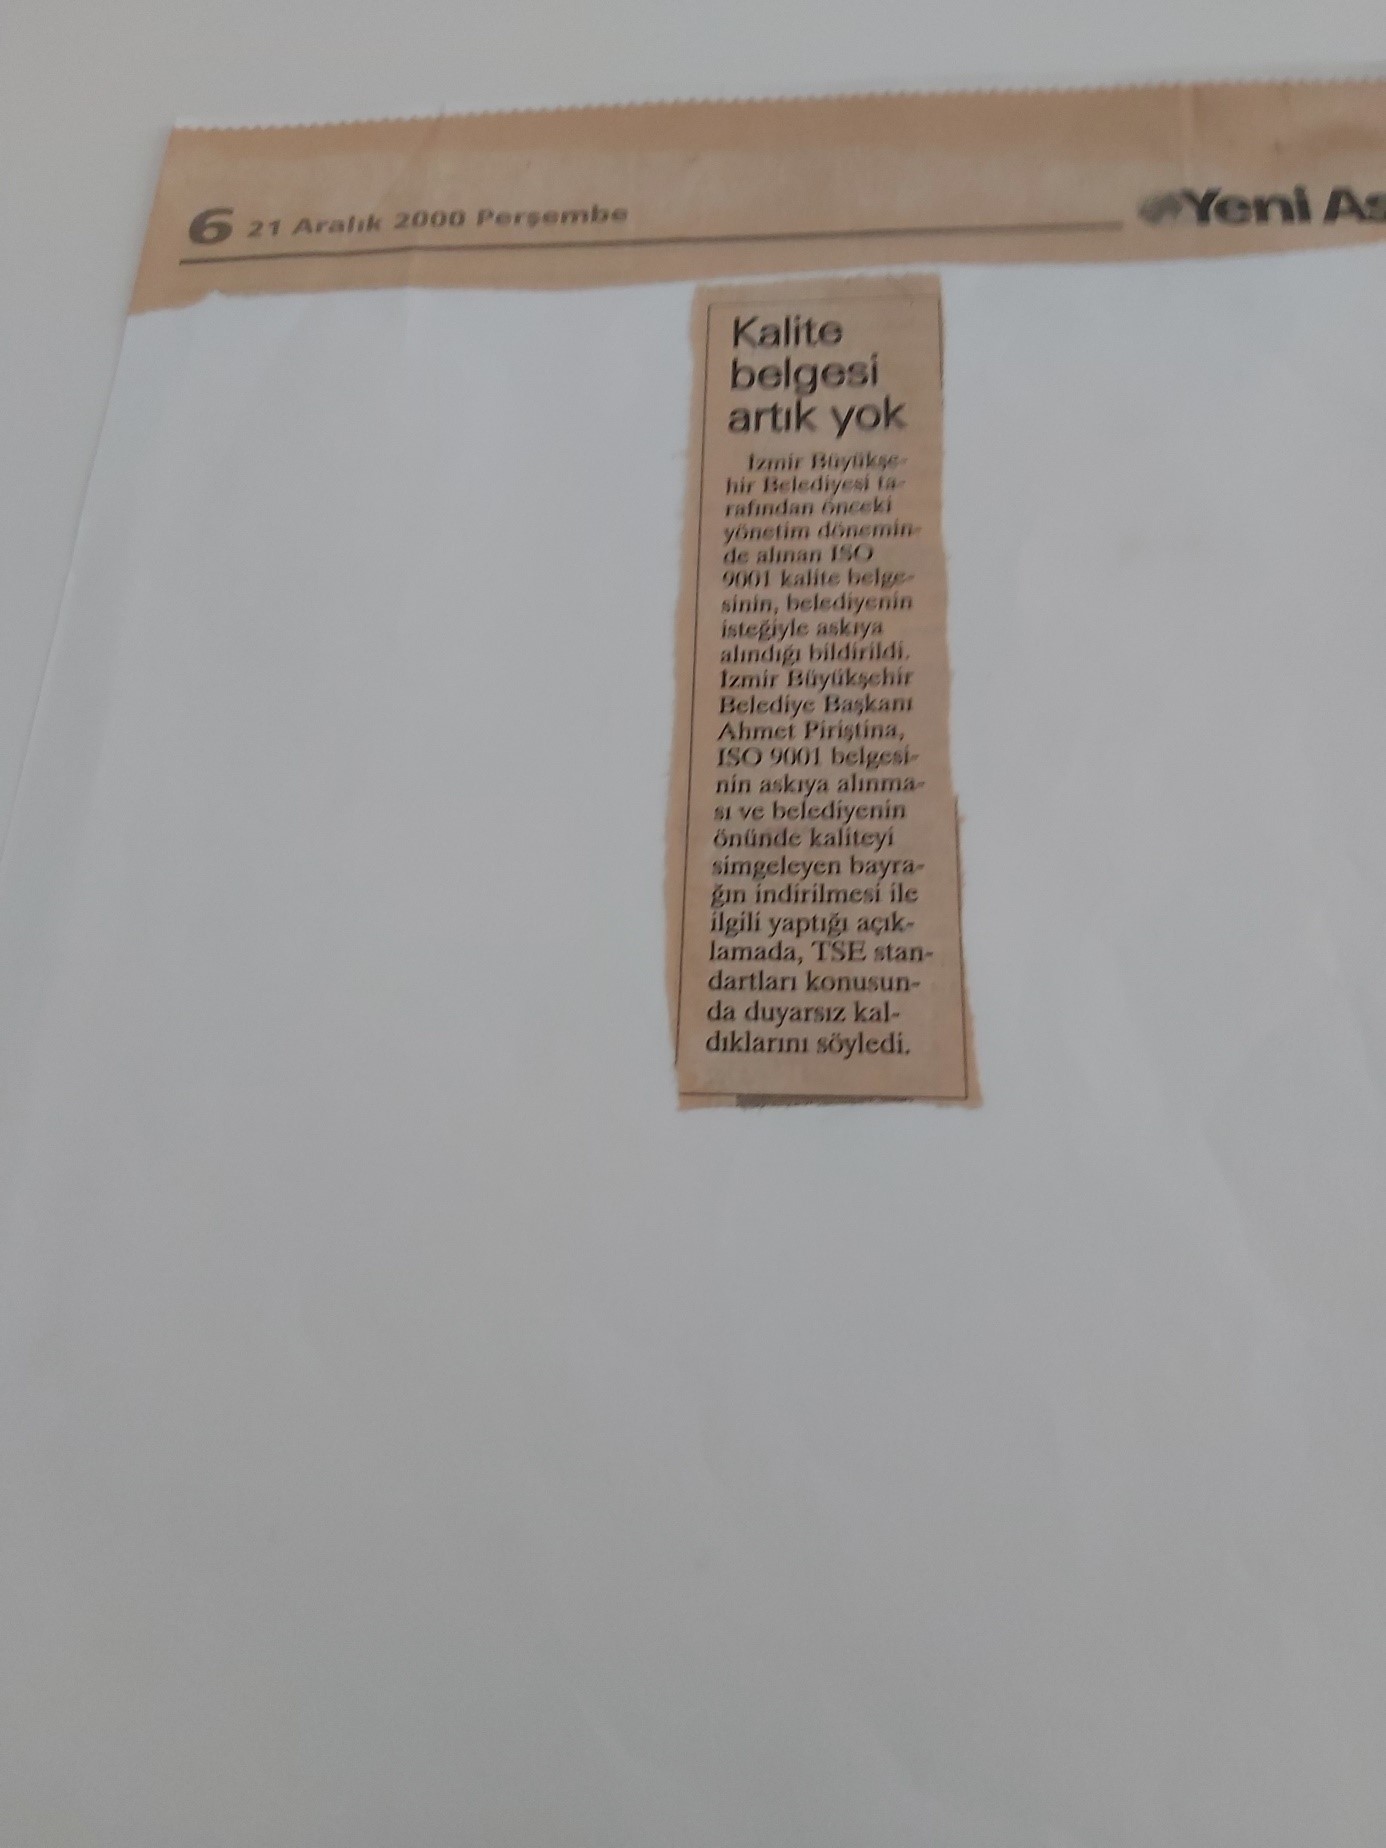 6 21 Aralık 2000 Perşembe
Yeni As
Kalite
belgesi
artık yok
İzmir Büyükşe-
hir Belediyesi ta-
rafından önceki
yönetim dönemin-
de alınan ISO
9001 kalite belge-
sinin, belediyenin
isteğiyle askıya
alındığı bildirildi.
İzmir Büyükşehir
Belediye Başkanı
Ahmet Piriştina,
ISO 9001 belgesi-
nin askıya alınma-
sı ve belediyenin
önünde kaliteyi
simgeleyen bayra-
ğın indirilmesi ile
ilgili yaptığı açık-
lamada, TSE stan-
dartları konusun-
da duyarsız kal-
dıklarını söyledi.